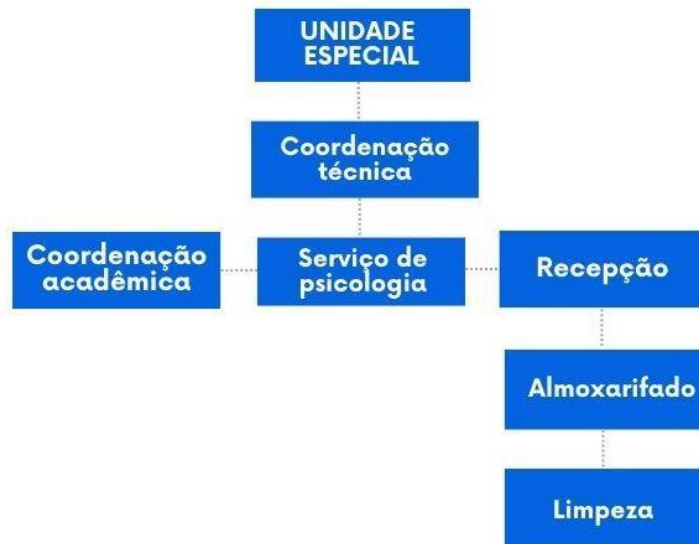 UNIDADE
ESPECIAL
Coordenação
técnica
Coordenação
acadêmica
Serviço de
psicologia
Recepção
Almoxarifado
Limpeza